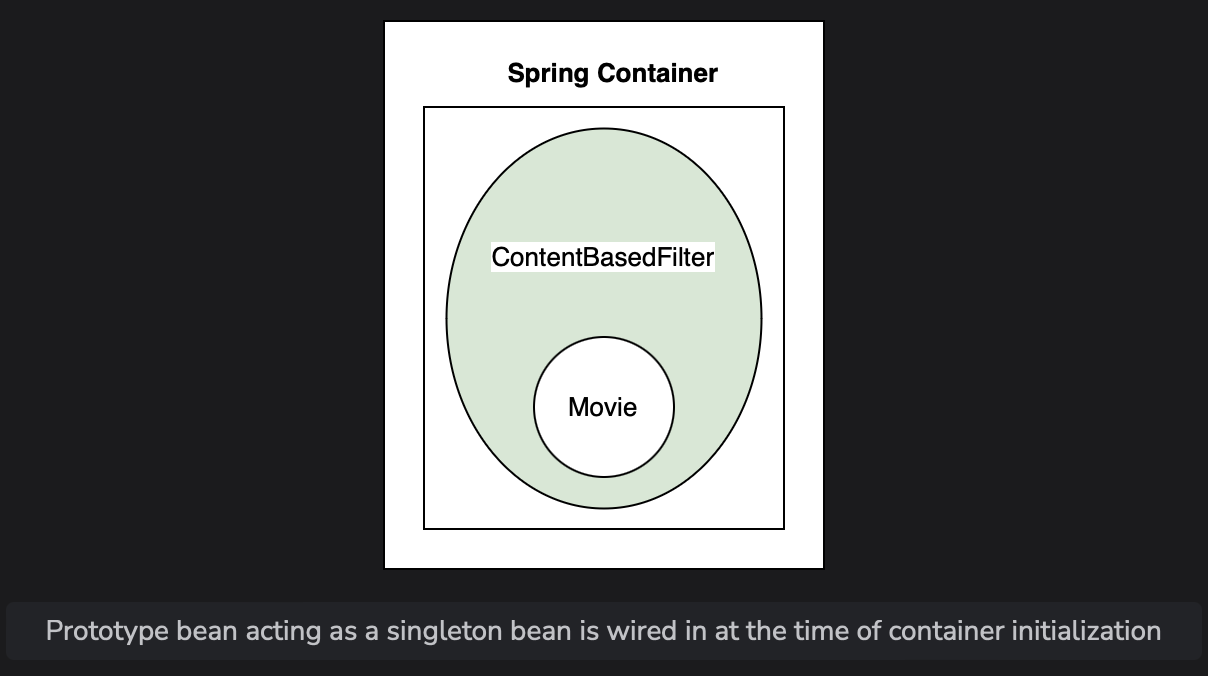 Spring Container
ContentBasedFilter
Movie
Prototype bean acting as a singleton bean is wired in at the time of container initialization